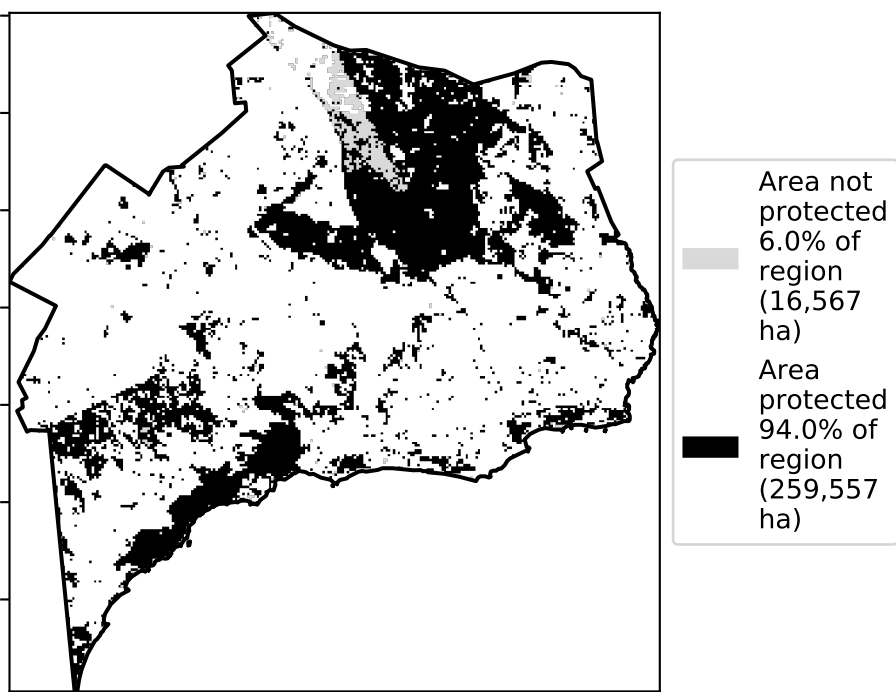 Area not
protected
6.0% of
region
(16,567
ha)
Area
protected
94.0% of
region
(259,557
ha)